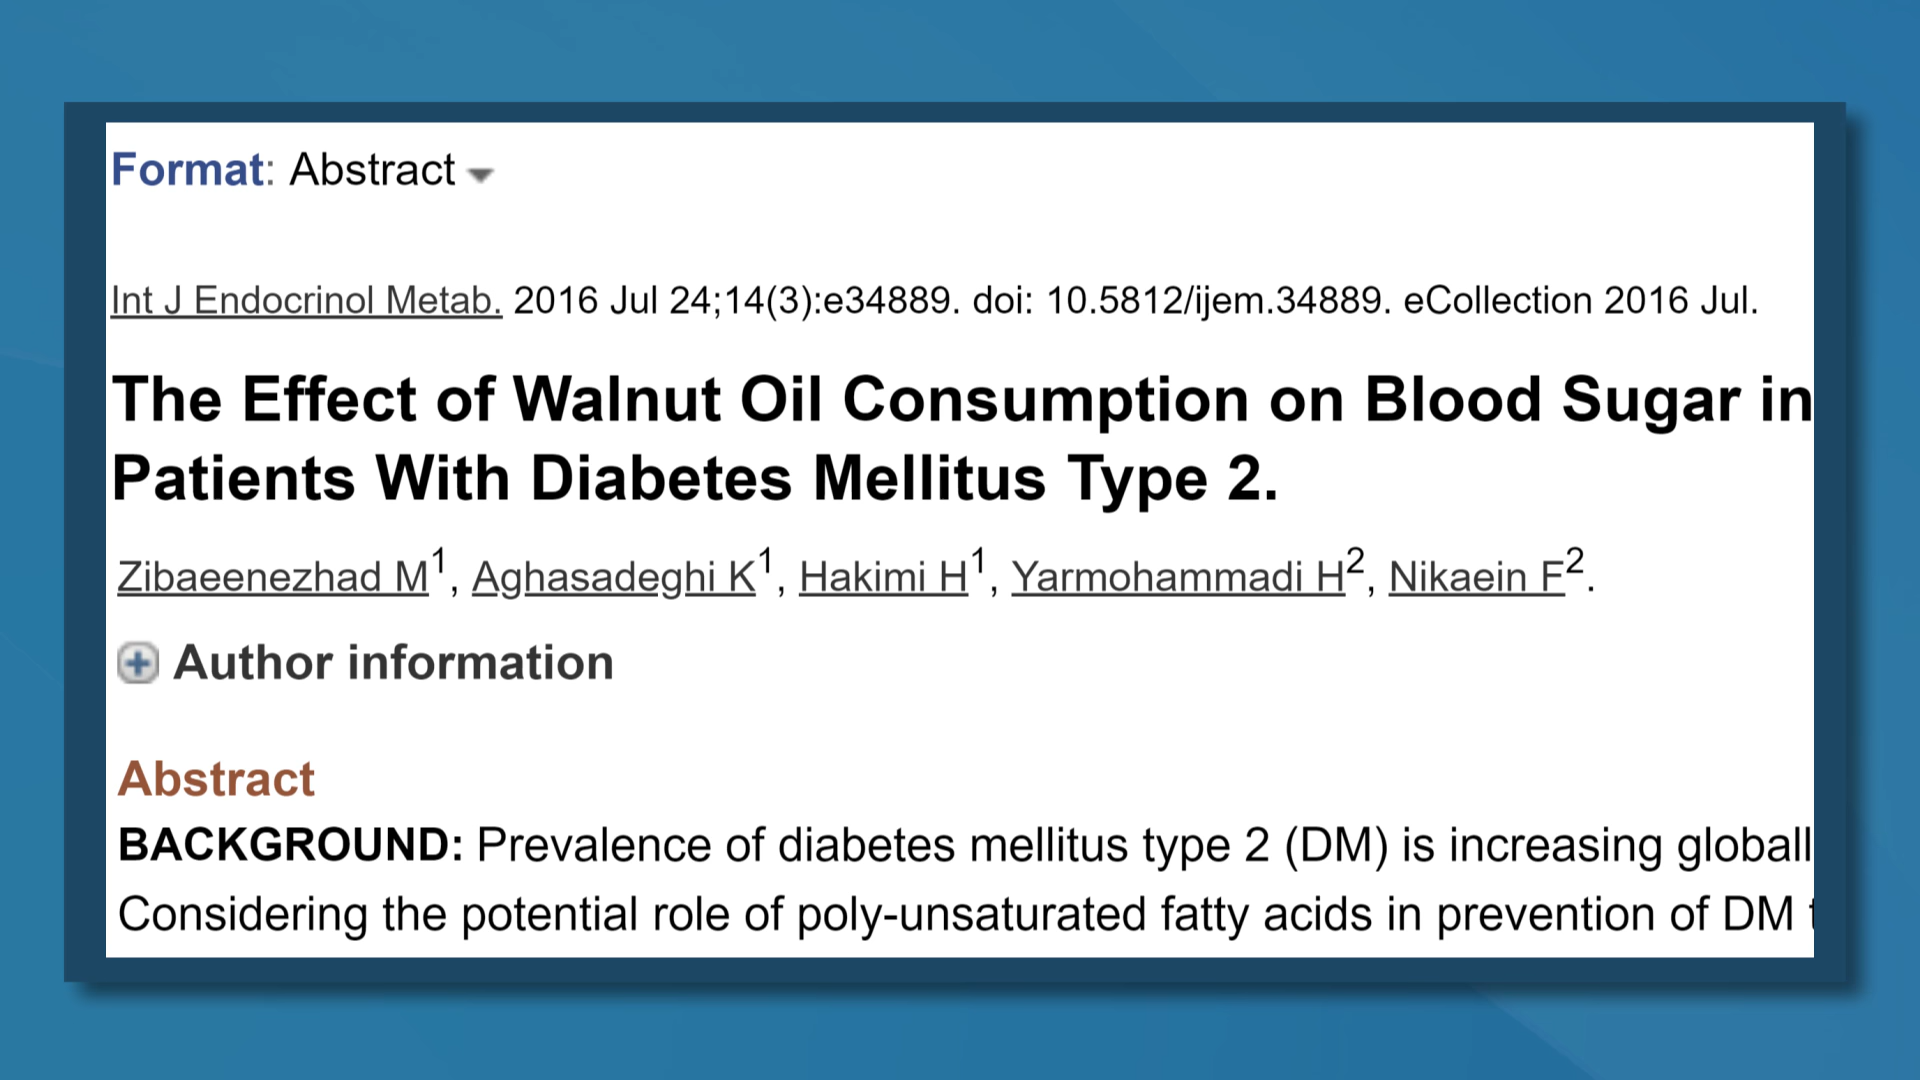 Format: Abstract
Int J Endocrinol Metab. 2016 Jul 24;14(3):e34889. doi: 10.5812/ijem.34889. eCollection 2016 Jul.
The Effect of Walnut Oil Consumption on Blood Sugar in
Patients With Diabetes Mellitus Type 2.
Zibaeenezhad M1, Aghasadeghi K1, Hakimi H1, Yarmohammadi H2, Nikaein F2.
Author information
Abstract
BACKGROUND: Prevalence of diabetes mellitus type 2 (DM) is increasing globall
Considering the potential role of poly-unsaturated fatty acids in prevention of DM